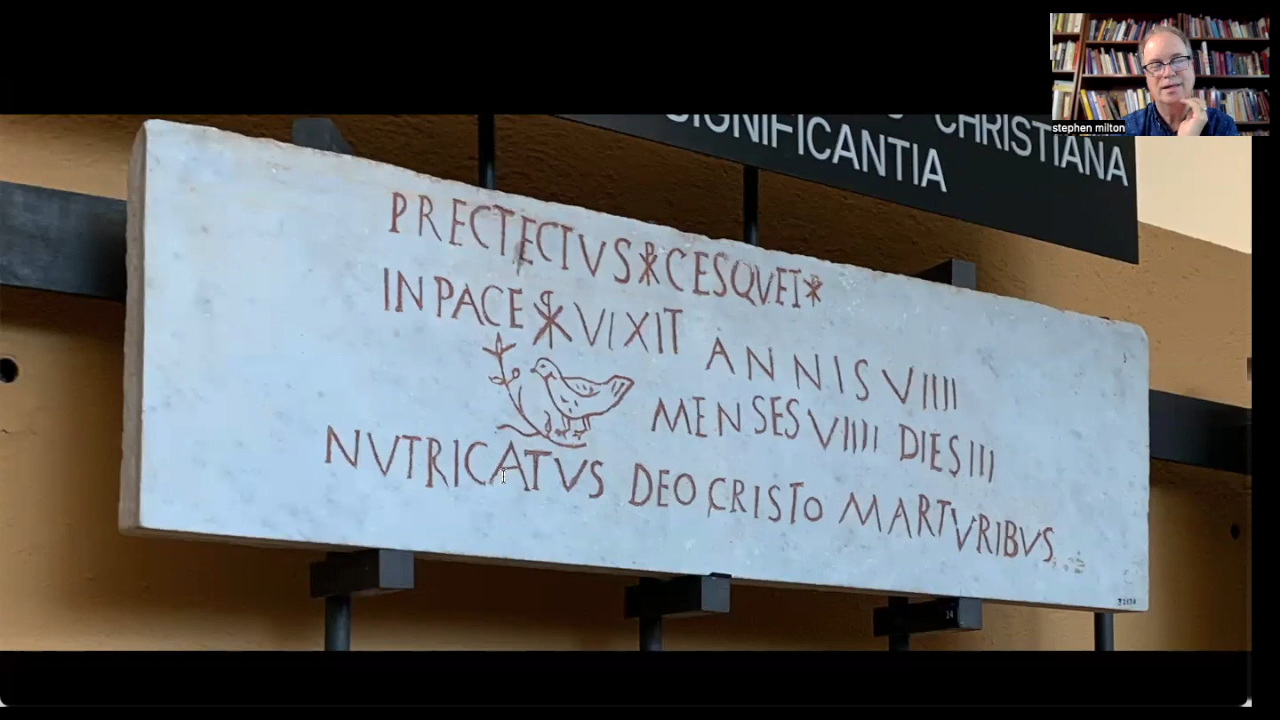 stephen milton
CHRISTIANA
SIGNIFICANTIA
PRECTECTVS ☧ CESQVET ☧
IN PACE ☧ VIXIT ANNIS VIIII
MENSES VIIII DIES III
NVTRICATVS DEO CRISTO MARTVRIBVS
14